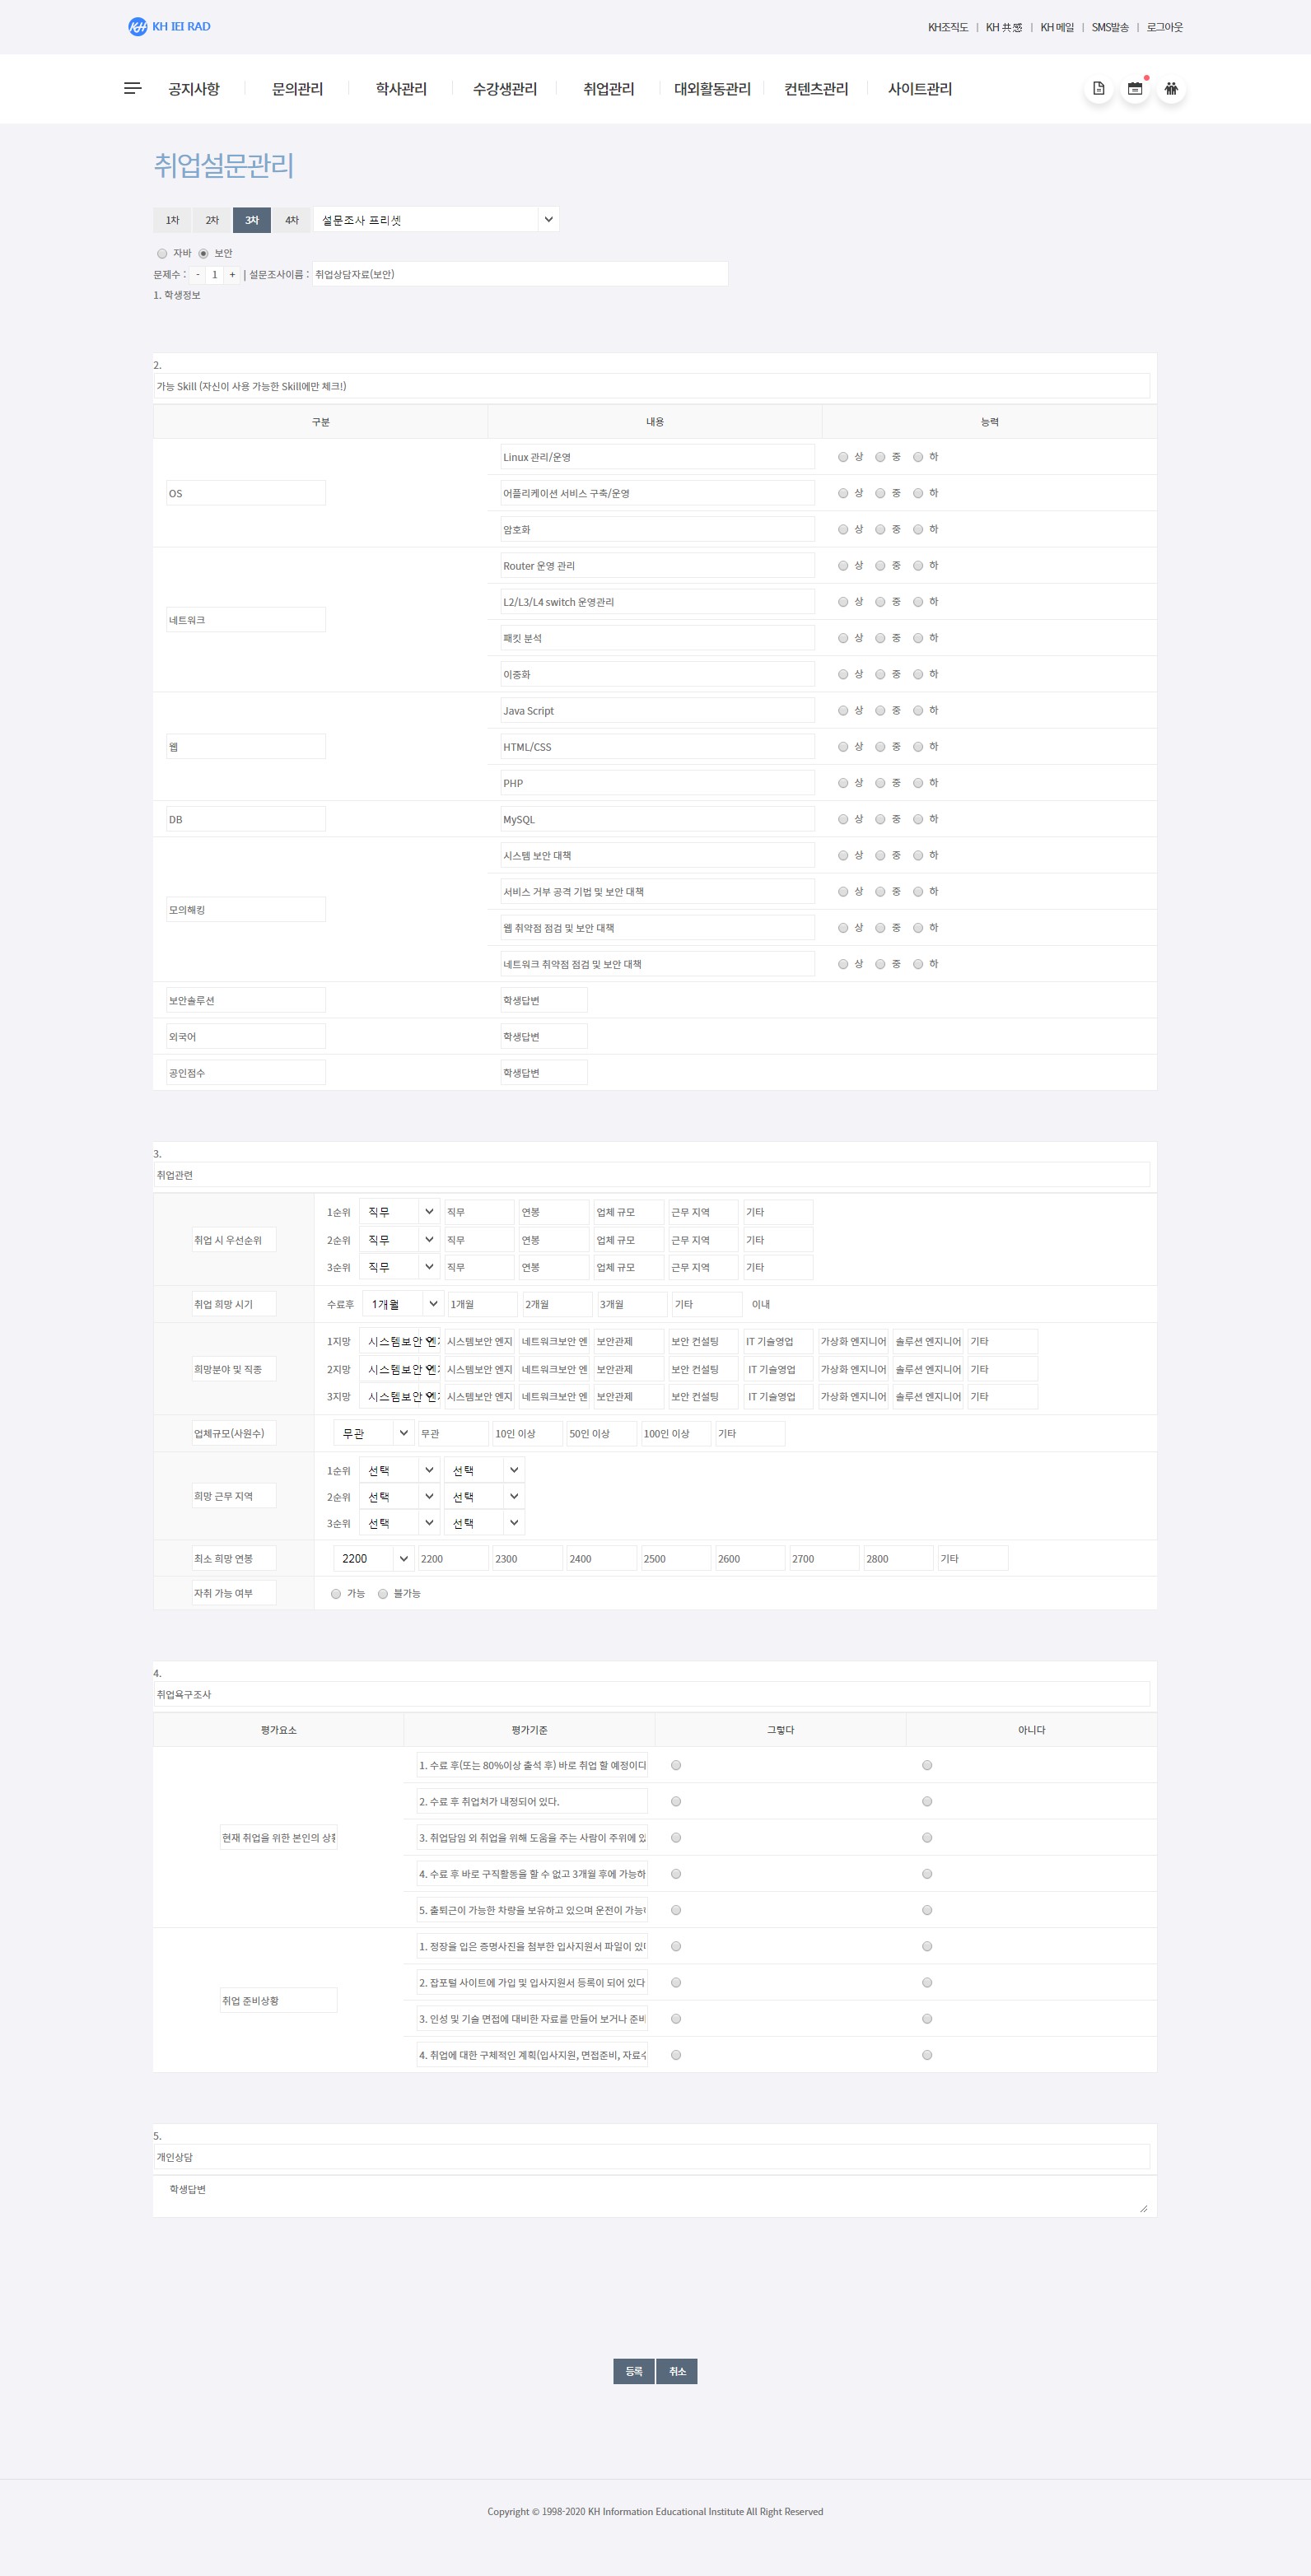 KH IEI RAD
KH조직도 | KH 共感 | KH 메일 | SMS발송 | 로그아웃
공지사항 문의관리 학사관리 수강생관리 취업관리 대외활동관리 컨텐츠관리 사이트관리
취업설문관리
1차 2차 3차 4차 설문조사 프리셋
자바 보안
문제수 : - 1 + | 설문조사이름 : 취업상담자료(보안)
1. 학생정보
2.
가능 Skill (자신이 사용 가능한 Skill에만 체크!)
구분 내용 능력
OS
Linux 관리/운영 상 중 하
어플리케이션 서비스 구축/운영 상 중 하
암호화 상 중 하
네트워크
Router 운영 관리 상 중 하
L2/L3/L4 switch 운영관리 상 중 하
패킷 분석 상 중 하
이중화 상 중 하
웹
Java Script 상 중 하
HTML/CSS 상 중 하
PHP 상 중 하
DB MySQL 상 중 하
모의해킹
시스템 보안 대책 상 중 하
서비스 거부 공격 기법 및 보안 대책 상 중 하
웹 취약점 점검 및 보안 대책 상 중 하
네트워크 취약점 점검 및 보안 대책 상 중 하
보안솔루션 학생답변
외국어 학생답변
공인점수 학생답변
3.
취업관련
취업 시 우선순위
1순위 직무 직무 연봉 업체 규모 근무 지역 기타
2순위 직무 직무 연봉 업체 규모 근무 지역 기타
3순위 직무 직무 연봉 업체 규모 근무 지역 기타
취업 희망 시기 수료후 1개월 1개월 2개월 3개월 기타 이내
희망분야 및 직종
1지망 시스템보안 엔지 시스템보안 엔지 네트워크보안 엔 보안관제 보안 컨설팅 IT 기술영업 가상화 엔지니어 솔루션 엔지니어 기타
2지망 시스템보안 엔지 시스템보안 엔지 네트워크보안 엔 보안관제 보안 컨설팅 IT 기술영업 가상화 엔지니어 솔루션 엔지니어 기타
3지망 시스템보안 엔지 시스템보안 엔지 네트워크보안 엔 보안관제 보안 컨설팅 IT 기술영업 가상화 엔지니어 솔루션 엔지니어 기타
업체규모(사원수) 무관 무관 10인 이상 50인 이상 100인 이상 기타
희망 근무 지역
1순위 선택 선택
2순위 선택 선택
3순위 선택 선택
최소 희망 연봉 2200 2200 2300 2400 2500 2600 2700 2800 기타
자취 가능 여부 가능 불가능
4.
취업욕구조사
평가요소 평가기준 그렇다 아니다
현재 취업을 위한 본인의 상황
1. 수료 후(또는 80%이상 출석 후) 바로 취업 할 예정이다
2. 수료 후 취업처가 내정되어 있다.
3. 취업담임 외 취업을 위해 도움을 주는 사람이 주위에 있
4. 수료 후 바로 구직활동을 할 수 없고 3개월 후에 가능하
5. 출퇴근이 가능한 차량을 보유하고 있으며 운전이 가능
취업 준비상황
1. 정장을 입은 증명사진을 첨부한 입사지원서 파일이 있
2. 잡포털 사이트에 가입 및 입사지원서 등록이 되어 있다
3. 인성 및 기술 면접에 대비한 자료를 만들어 보거나 준비
4. 취업에 대한 구체적인 계획(입사지원, 면접준비, 자료수
5.
개인상담
학생답변
등록 취소
Copyright © 1998-2020 KH Information Educational Institute All Right Reserved